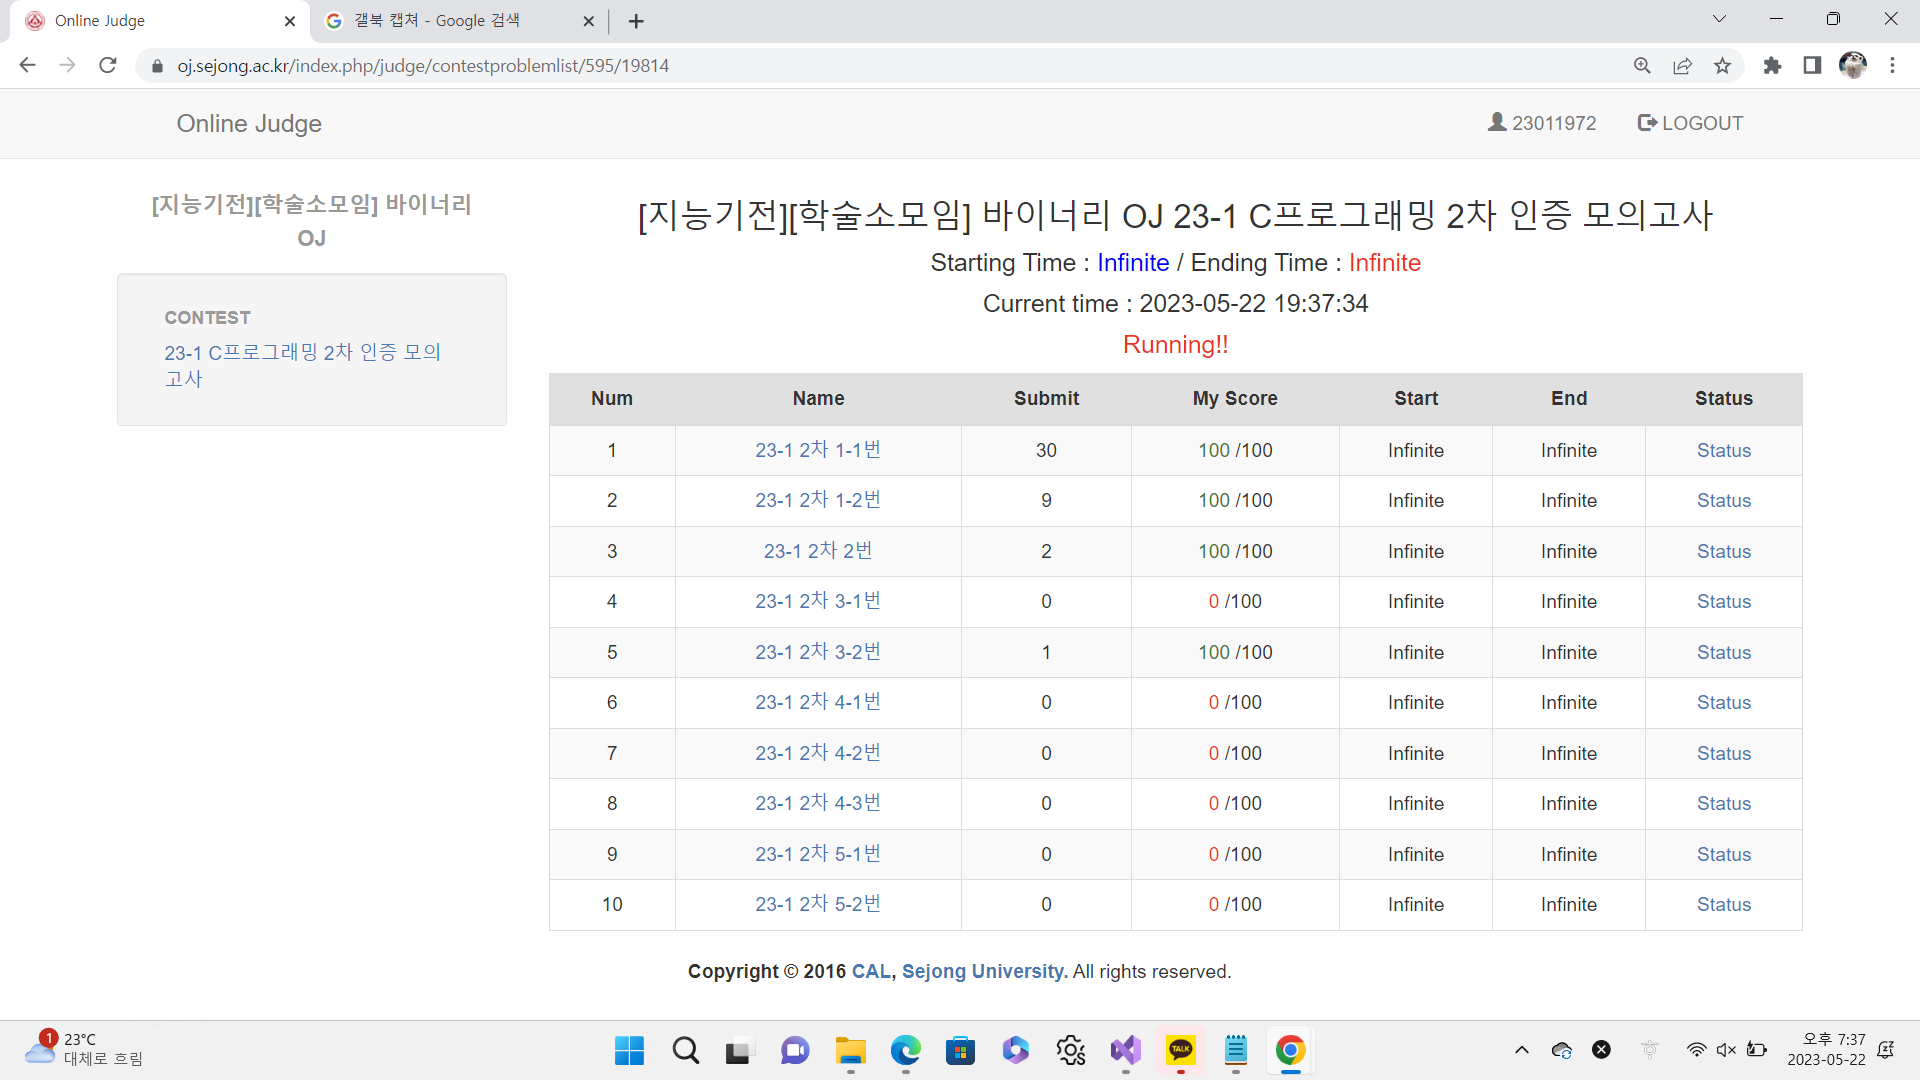 Online Judge
갤북 캡쳐 - Google 검색
oj.sejong.ac.kr/index.php/judge/contestproblemlist/595/19814
Online Judge
23011972
LOGOUT
[지능기전][학술소모임] 바이너리
OJ
CONTEST
23-1 C프로그래밍 2차 인증 모의
고사
[지능기전][학술소모임] 바이너리 OJ 23-1 C프로그래밍 2차 인증 모의고사
Starting Time : Infinite / Ending Time : Infinite
Current time : 2023-05-22 19:37:34
Running!!
Num Name Submit My Score Start End Status
1 23-1 2차 1-1번 30 100 /100 Infinite Infinite Status
2 23-1 2차 1-2번 9 100 /100 Infinite Infinite Status
3 23-1 2차 2번 2 100 /100 Infinite Infinite Status
4 23-1 2차 3-1번 0 0 /100 Infinite Infinite Status
5 23-1 2차 3-2번 1 100 /100 Infinite Infinite Status
6 23-1 2차 4-1번 0 0 /100 Infinite Infinite Status
7 23-1 2차 4-2번 0 0 /100 Infinite Infinite Status
8 23-1 2차 4-3번 0 0 /100 Infinite Infinite Status
9 23-1 2차 5-1번 0 0 /100 Infinite Infinite Status
10 23-1 2차 5-2번 0 0 /100 Infinite Infinite Status
Copyright © 2016 CAL, Sejong University. All rights reserved.
1
23°C
대체로 흐림
TALK
오후 7:37
2023-05-22